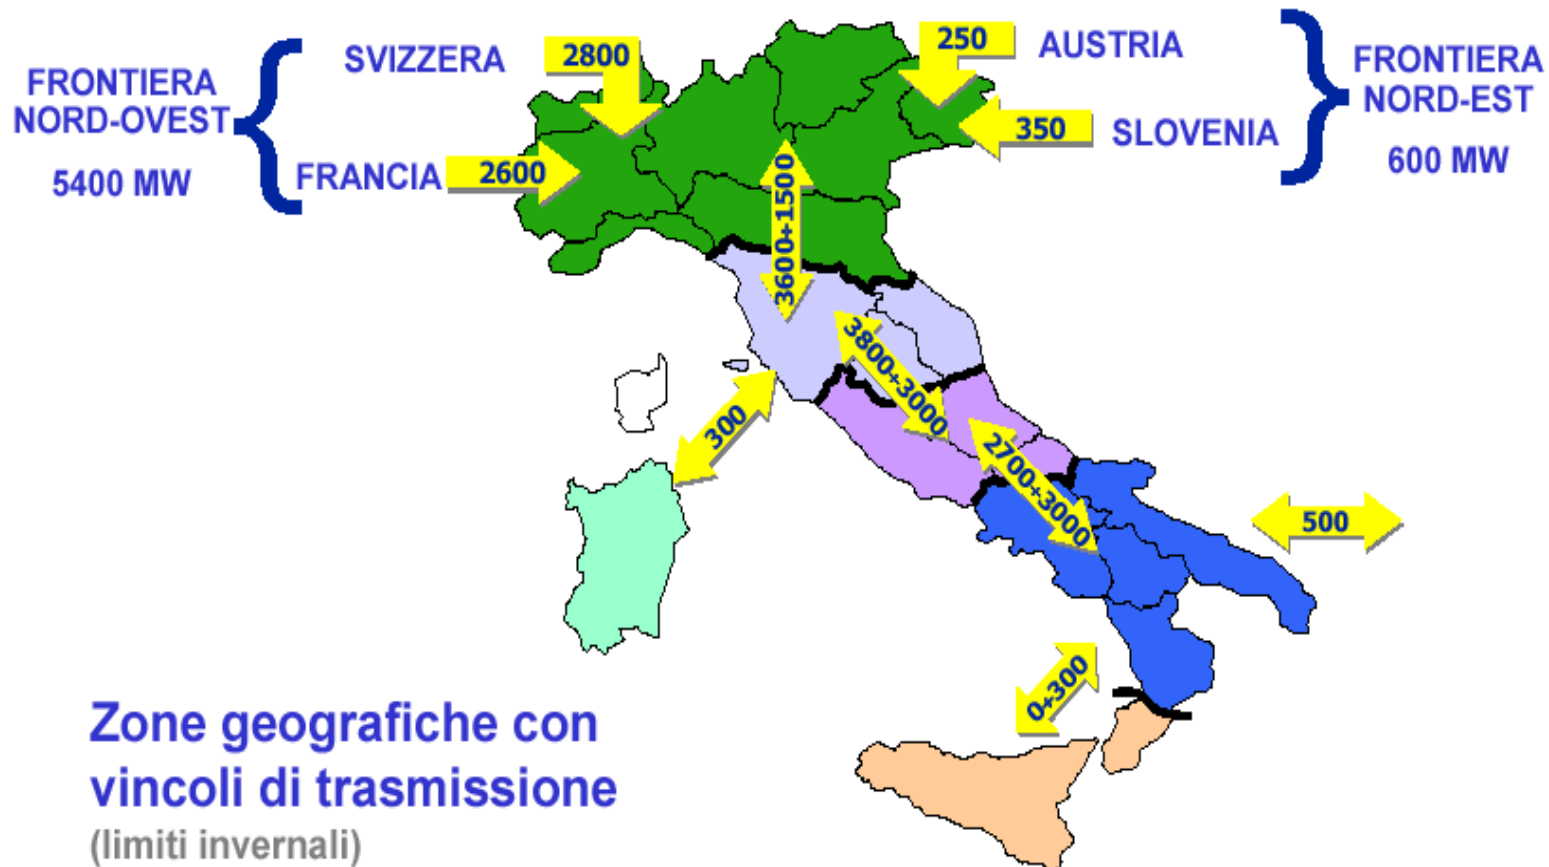 FRONTIERA
NORD-OVEST
5400 MW
SVIZZERA
2800
FRANCIA
2600
250
AUSTRIA
350
SLOVENIA
FRONTIERA
NORD-EST
600 MW
3600÷1500
3800÷3000
300
2700÷3000
500
0÷300
Zone geografiche con
vincoli di trasmissione
(limiti invernali)